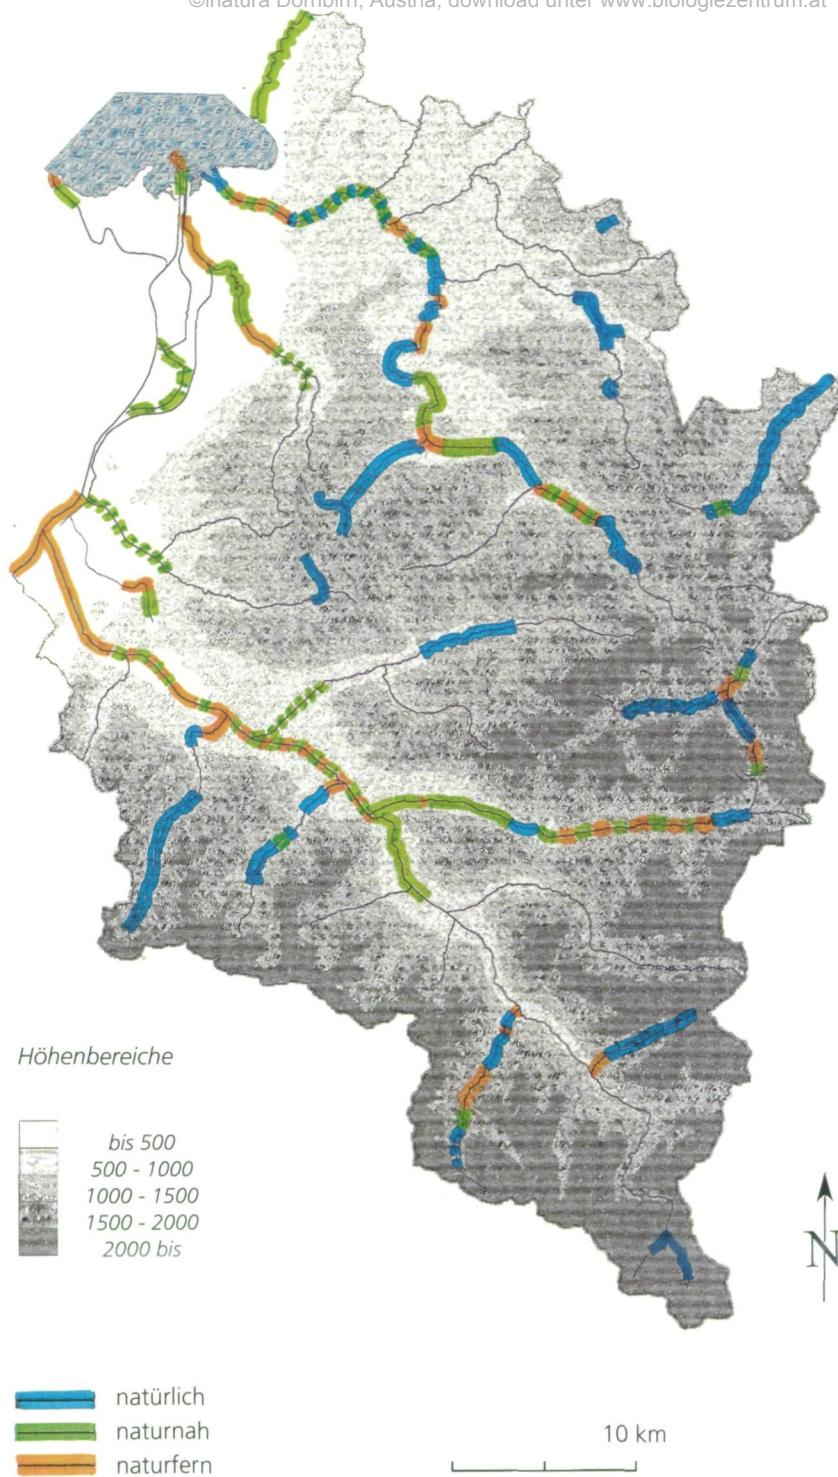 ©inatura Dornbirn, Austria, download unter www.biologiezentrum.at
Höhenbereiche
bis 500
500 - 1000
1000 - 1500
1500 - 2000
2000 bis
N
natürlich
naturnah
naturfern
10 km